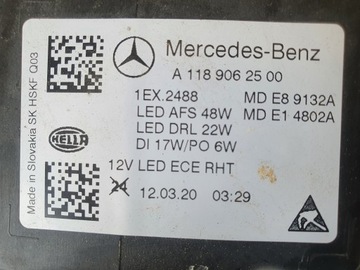 Made in Slovakia SK HSKF Q03
Mercedes-Benz
A 118 906 25 00
1EX.2488 MD E8 9132A
LED AFS 48W MD E1 4802A
LED DRL 22W
DI 17W/PO 6W
HELLA
12V LED ECE RHT
24 12.03.20 03:29